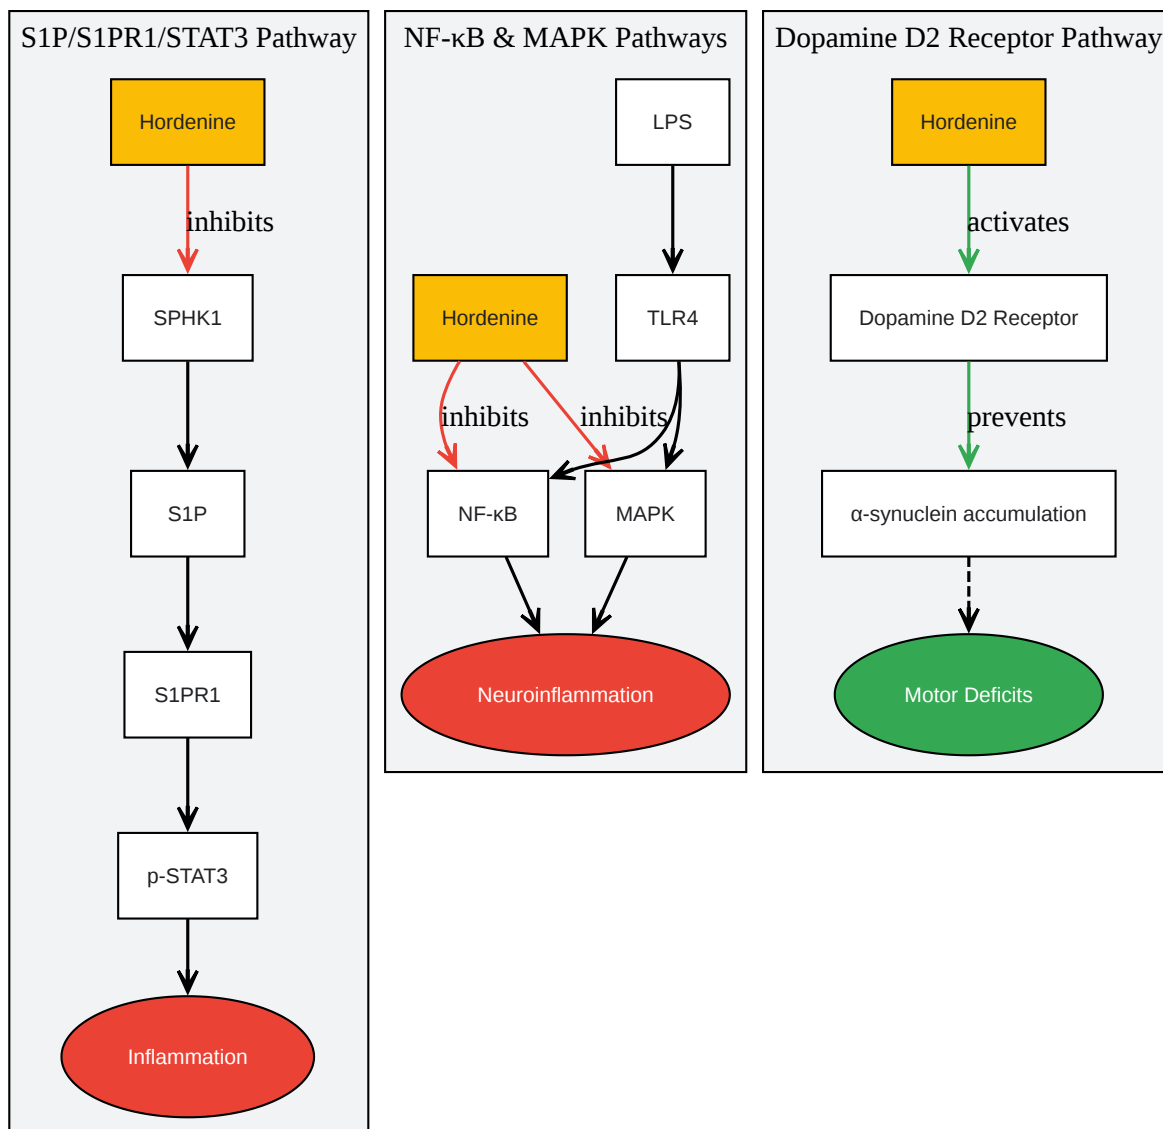 S1P/S1PR1/STAT3 Pathway
Hordenine
inhibits
SPHK1
S1P
S1PR1
p-STAT3
Inflammation
NF-κB & MAPK Pathways
LPS
Hordenine
TLR4
inhibits
inhibits
NF-κB
MAPK
Neuroinflammation
Dopamine D2 Receptor Pathway
Hordenine
activates
Dopamine D2 Receptor
prevents
α-synuclein accumulation
Motor Deficits